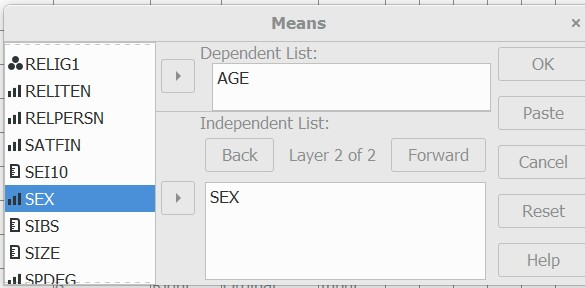 Means
×
RELIG1
RELITEN
RELPERSN
SATFIN
SEI10
SEX
SIBS
SIZE
SPDEG
Dependent List:
AGE
Independent List:
Back Layer 2 of 2 Forward
SEX
OK
Paste
Cancel
Reset
Help